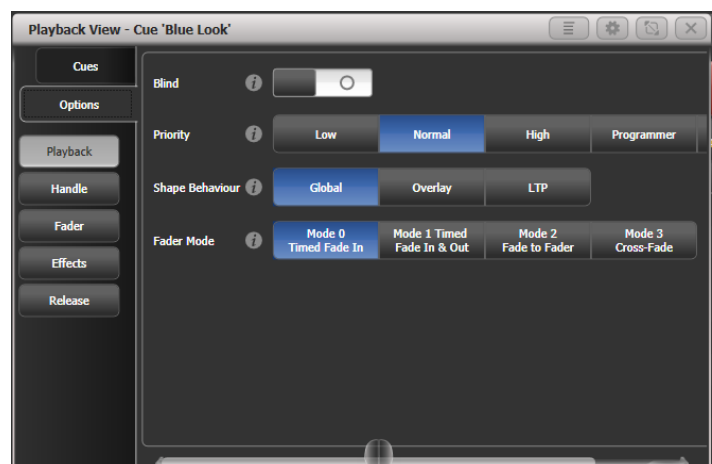 Playback View - Cue 'Blue Look'
Cues
Options
Playback
Handle
Fader
Effects
Release
Blind
Priority
Low
Normal
High
Programmer
Shape Behaviour
Global
Overlay
LTP
Fader Mode
Mode 0
Timed Fade In
Mode 1 Timed
Fade In & Out
Mode 2
Fade to Fader
Mode 3
Cross-Fade